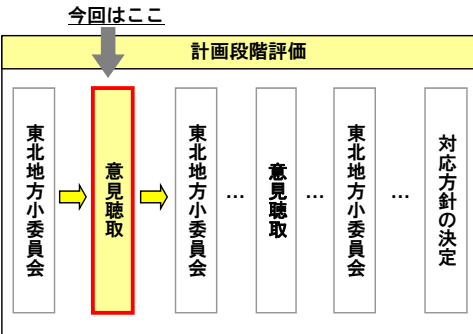 今回はここ
計画段階評価
東北地方小委員会
意見聴取
東北地方小委員会
…
意見聴取
…
東北地方小委員会
…
対応方針の決定